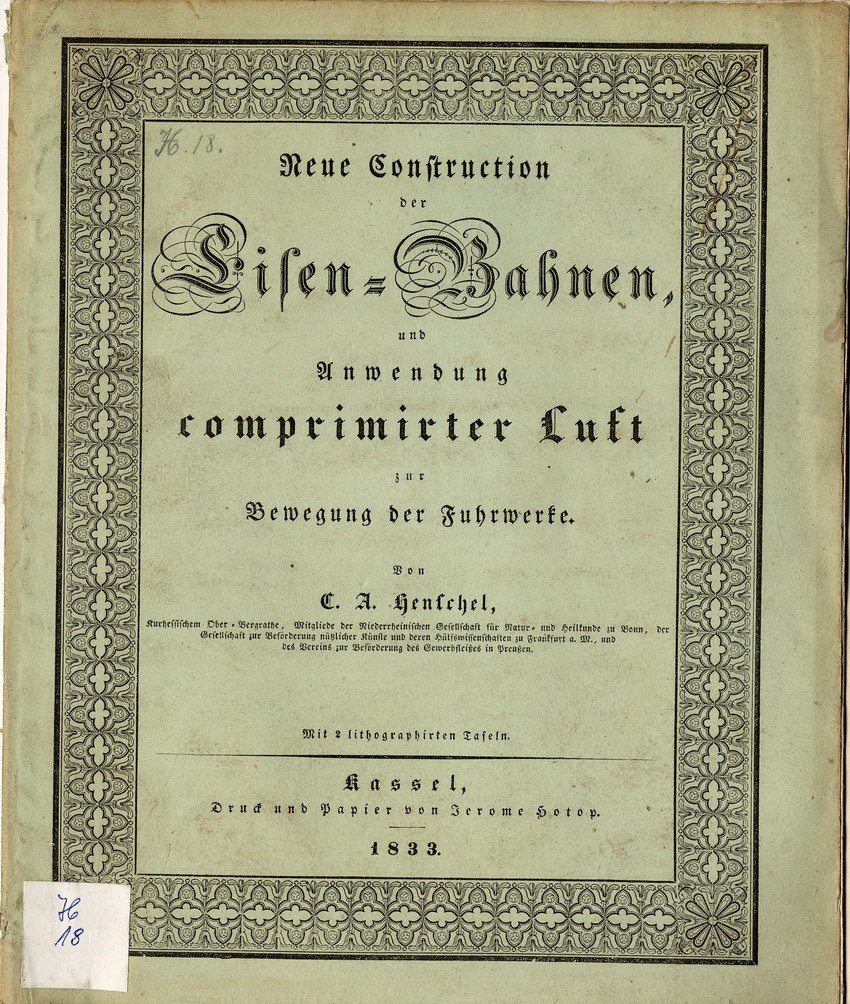 H. 18.
Neue Construction
der
Eisen-Bahnen,
und
Anwendung
comprimirter Luft
zur
Bewegung der Fuhrwerke.
Von
C. A. Henschel,
Kurhessischem Ober-Bergrathe, Mitgliede der Niederrheinischen Gesellschaft für Natur- und Heilkunde zu Bonn, der
Gesellschaft zur Beförderung nützlicher Künste und deren Hülfswissenschaften zu Frankfurt a. M., und
des Vereins zur Beförderung des Gewerbfleißes in Preußen.
Mit 2 lithographirten Tafeln.
Kassel,
Druck und Papier von Jerome Hotop.
1833.
H
18